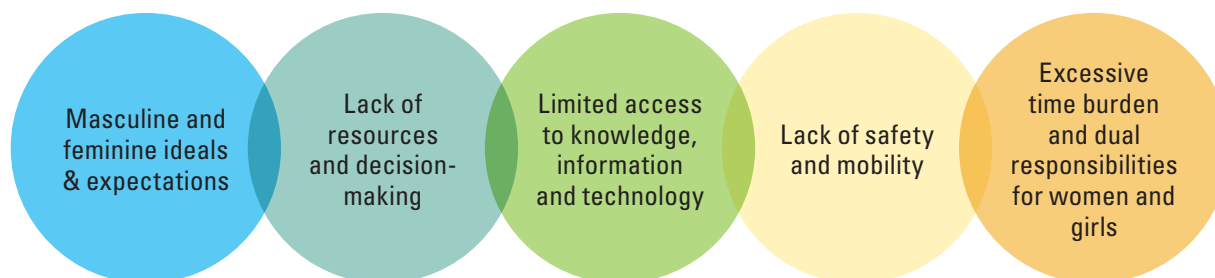 Masculine and
feminine ideals
& expectations
Lack of
resources
and decision-
making
Limited access
to knowledge,
information
and technology
Lack of safety
and mobility
Excessive
time burden
and dual
responsibilities
for women and
girls